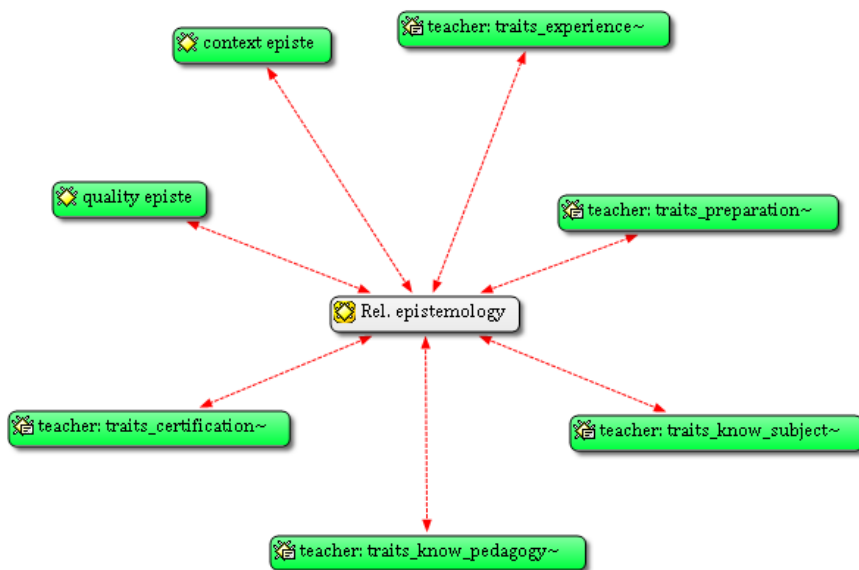 context episte
teacher: traits_experience~
quality episte
teacher: traits_preparation~
Rel. epistemology
teacher: traits_certification~
teacher: traits_know_subject~
teacher: traits_know_pedagogy~